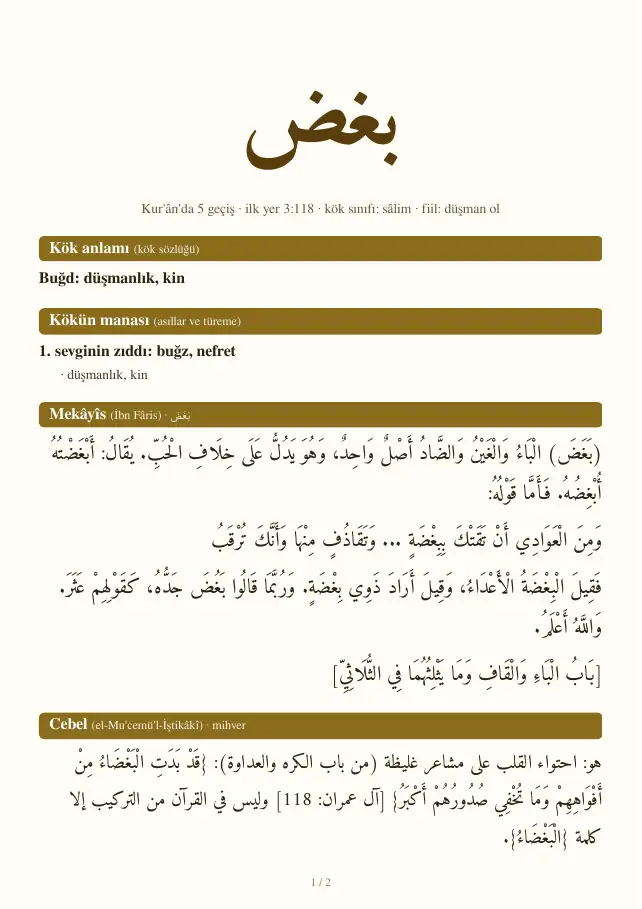 بغض
Kur'ân'da 5 geçiş · ilk yer 3:118 · kök sınıfı: sâlim · fiil: düşman ol
Kök anlamı (kök sözlüğü)
Buğd: düşmanlık, kin
Kökün manası (asıllar ve türeme)
1. sevginin zıddı: buğz, nefret
· düşmanlık, kin
Mekâyîs (İbn Fâris) · بَغَضَ
(بَغَضَ) الْبَاءُ وَالْغَيْنُ وَالضَّادُ أَصْلٌ وَاحِدٌ، وَهُوَ يَدُلُّ عَلَى خِلَافِ الْحُبِّ. يُقَالُ: أَبْغَضْتُهُ
أُبْغِضُهُ. فَأَمَّا قَوْلُهُ:
وَمِنَ الْعَوَادِي أَنْ تَقَتْكَ بِبِغْضَةٍ ... وَتَقَاذُفٍ مِنْهَا وَأَنَّكَ تُرْقَبُ
فَقِيلَ الْبِغْضَةُ الْأَعْدَاءُ، وَقِيلَ أَرَادَ ذَوِي بِغْضَةٍ. وَرُبَّمَا قَالُوا بَغُضَ جَدُّهُ، كَقَوْلِهِمْ عَثَرَ.
وَاللَّهُ أَعْلَمُ.
[بَابُ الْبَاءِ وَالْقَافِ وَمَا يَثْلِثُهُمَا فِي الثُّلَاثِيِّ]
Cebel (el-Mu'cemü'l-İştikâkî) · mihver
هو: احتواء القلب على مشاعر غليظة (من باب الكره والعداوة): {قَدْ بَدَتِ الْبَغْضَاءُ مِنْ
أَفْوَاهِهِمْ وَمَا تُخْفِي صُدُورُهُمْ أَكْبَرُ} [آل عمران: 118] وليس في القرآن من التركيب إلا
كلمة {الْبَغْضَاءُ}.
1 / 2